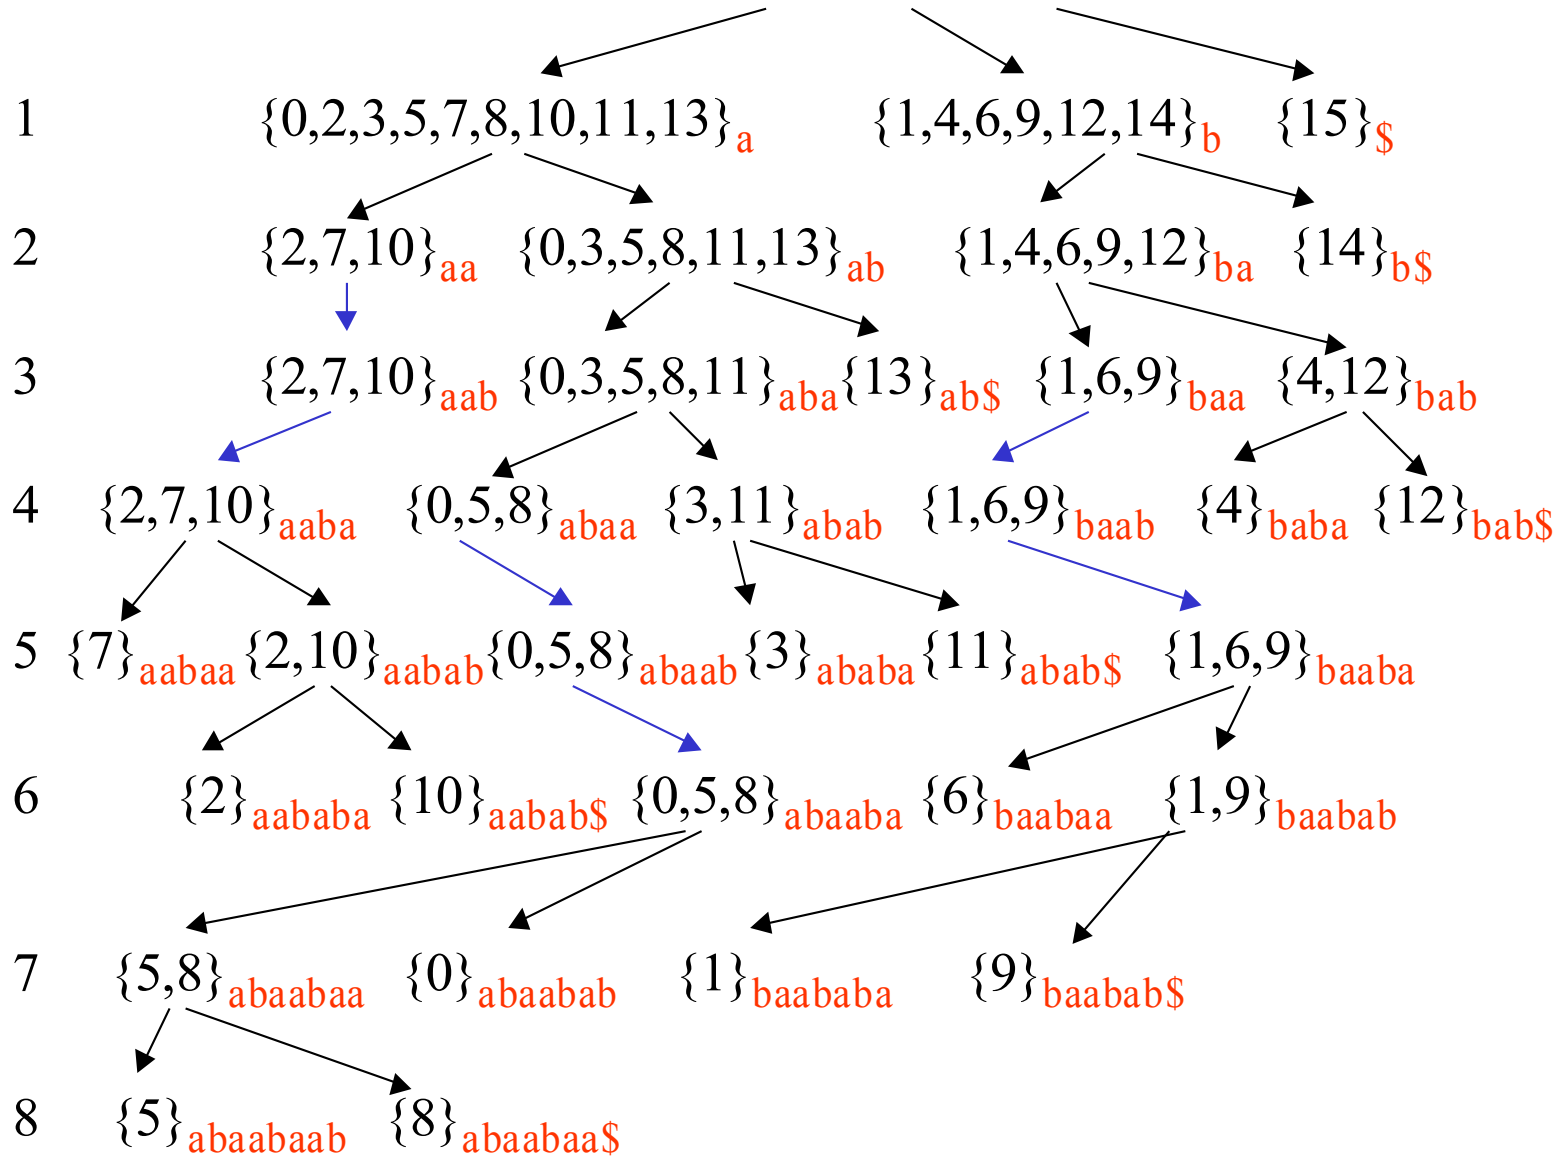 1 {0,2,3,5,7,8,10,11,13}a {1,4,6,9,12,14}b {15}$
2 {2,7,10}aa {0,3,5,8,11,13}ab {1,4,6,9,12}ba {14}b$
3 {2,7,10}aab {0,3,5,8,11}aba {13}ab$ {1,6,9}baa {4,12}bab
4 {2,7,10}aaba {0,5,8}abaa {3,11}abab {1,6,9}baab {4}baba {12}bab$
5 {7}aabaa {2,10}aabab {0,5,8}abaab {3}ababa {11}abab$ {1,6,9}baaba
6 {2}aababa {10}aabab$ {0,5,8}abaaba {6}baabaa {1,9}baabab
7 {5,8}abaabaa {0}abaabab {1}baababa {9}baabab$
8 {5}abaabaab {8}abaabaa$